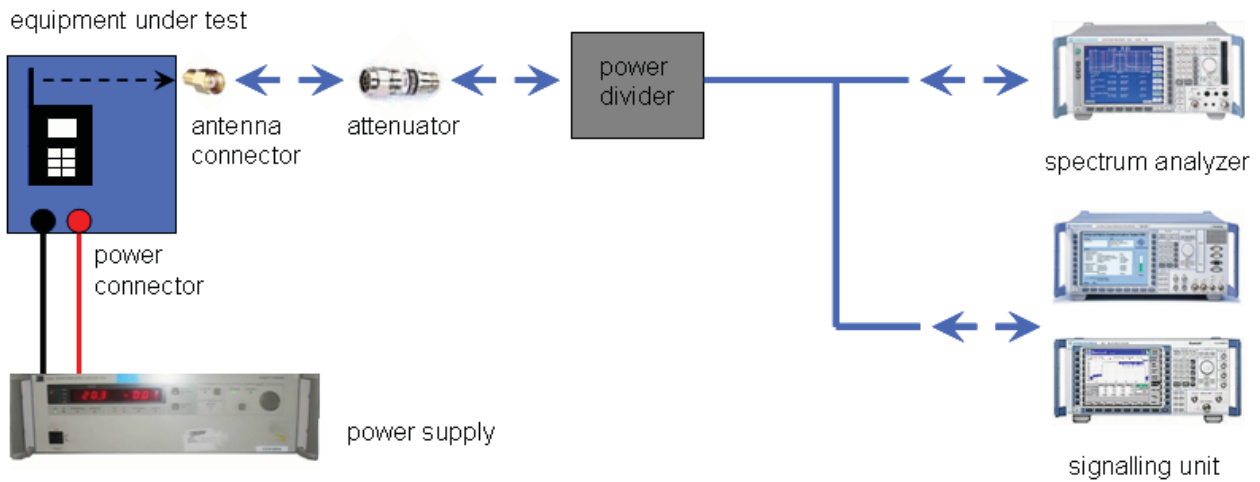 equipment under test
power
divider
antenna
connector
attenuator
spectrum analyzer
power
connector
power supply
signalling unit